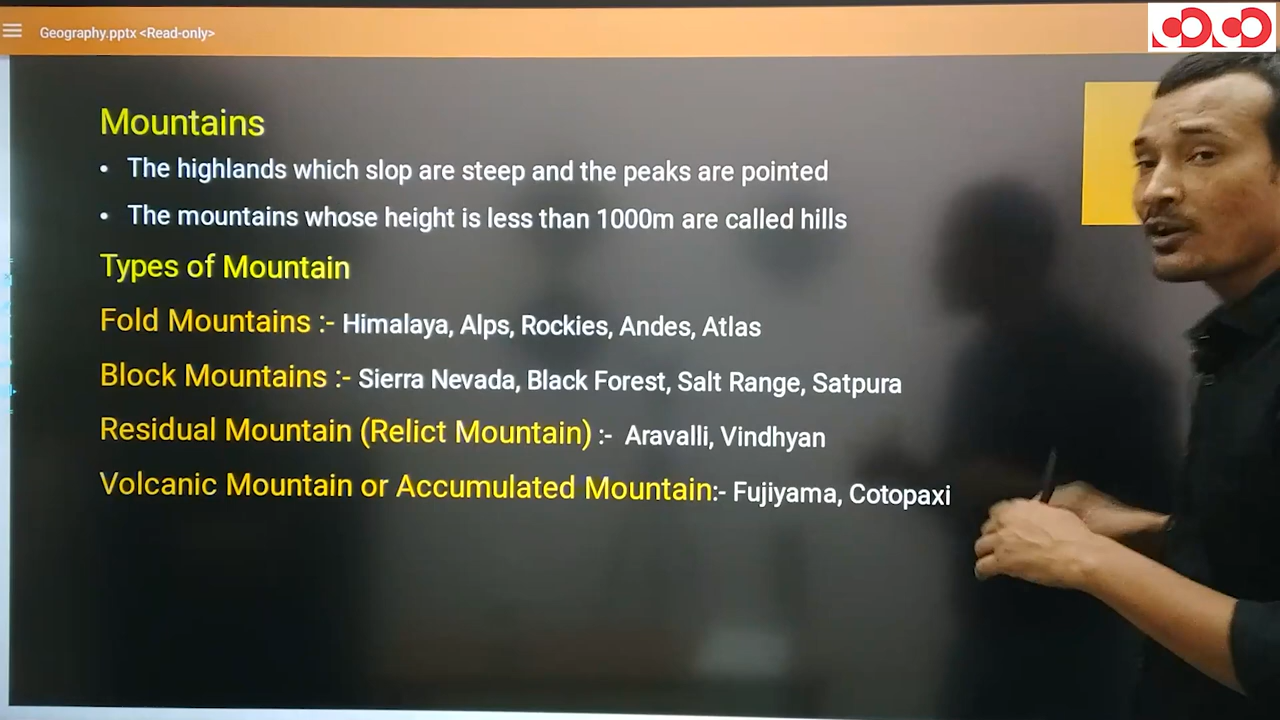 Geography.pptx <Read-only>
Mountains
• The highlands which slop are steep and the peaks are pointed
• The mountains whose height is less than 1000m are called hills
Types of Mountain
Fold Mountains :- Himalaya, Alps, Rockies, Andes, Atlas
Block Mountains :- Sierra Nevada, Black Forest, Salt Range, Satpura
Residual Mountain (Relict Mountain) :- Aravalli, Vindhyan
Volcanic Mountain or Accumulated Mountain:- Fujiyama, Cotopaxi